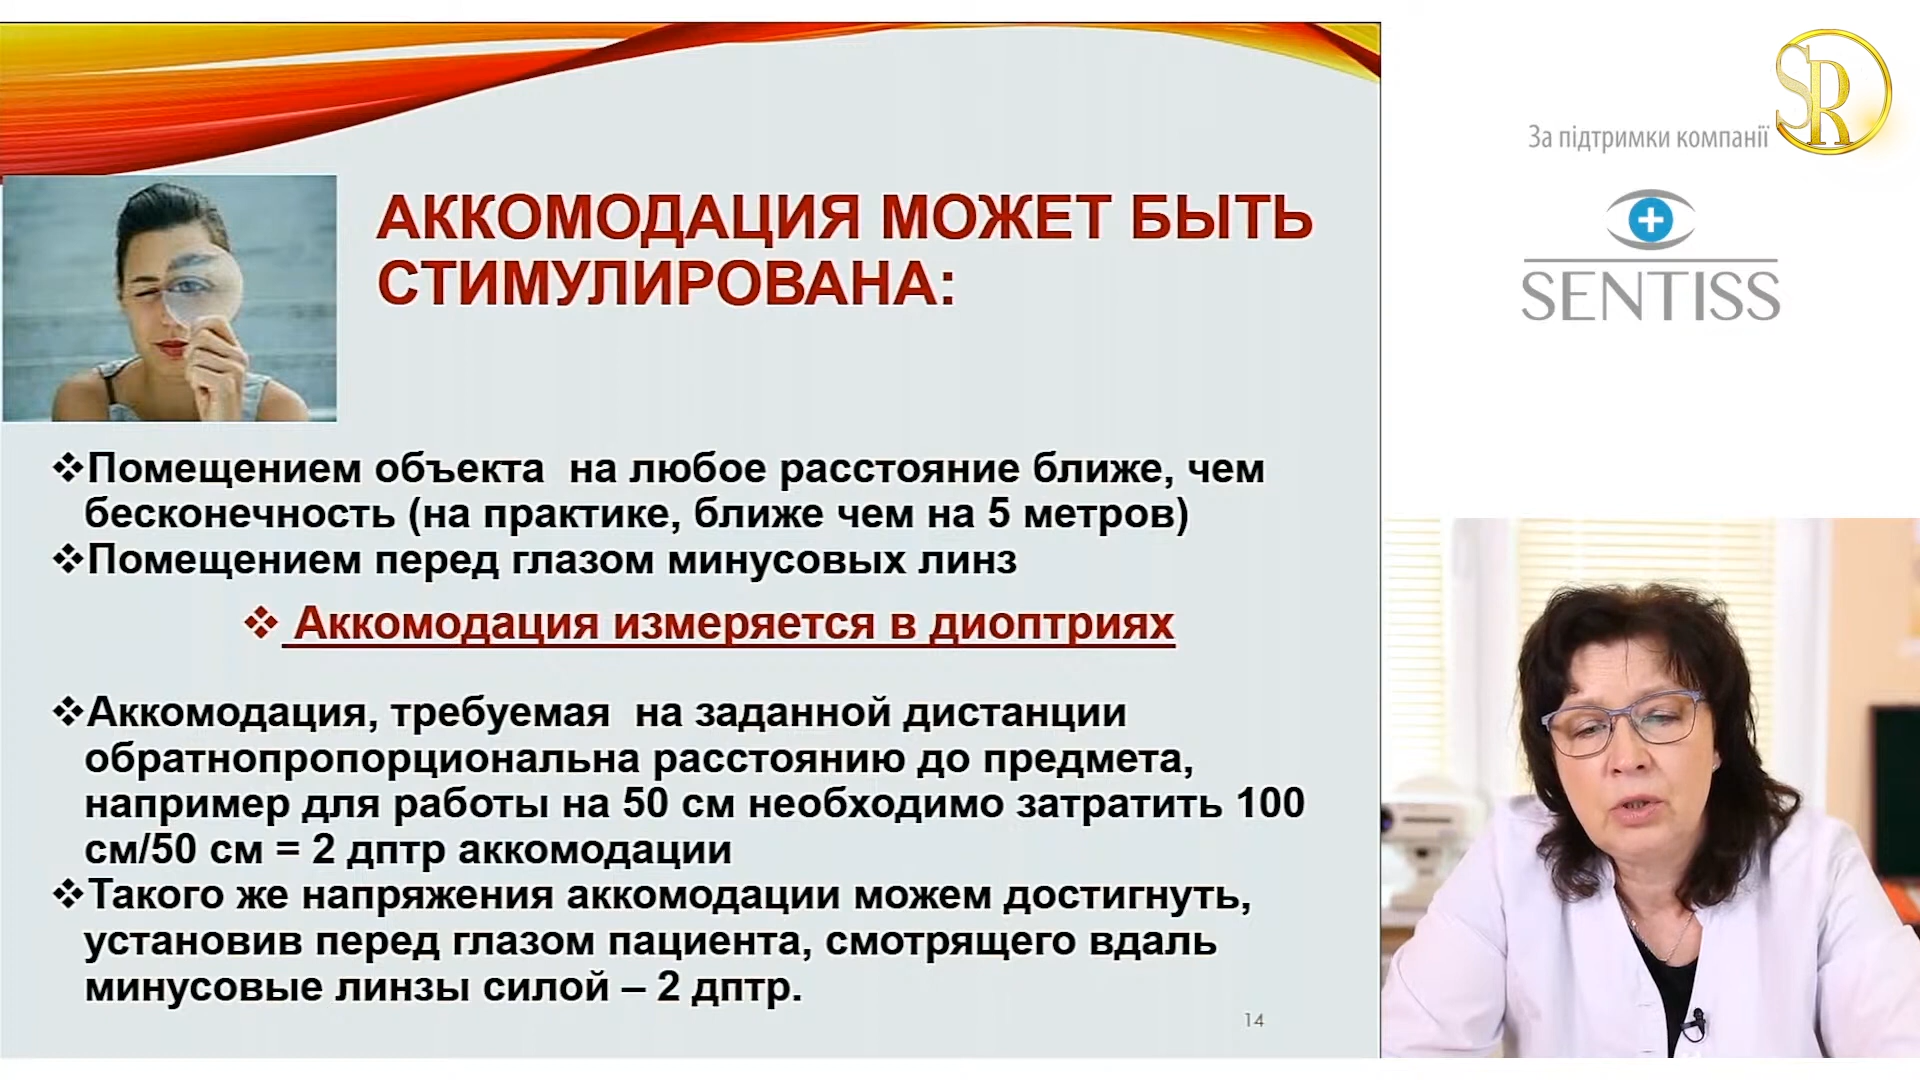 АККОМОДАЦИЯ МОЖЕТ БЫТЬ
СТИМУЛИРОВАНА:
❖Помещением объекта на любое расстояние ближе, чем
бесконечность (на практике, ближе чем на 5 метров)
❖Помещением перед глазом минусовых линз
❖ Аккомодация измеряется в диоптриях
❖Аккомодация, требуемая на заданной дистанции
обратнопропорциональна расстоянию до предмета,
например для работы на 50 см необходимо затратить 100
см/50 см = 2 дптр аккомодации
❖Такого же напряжения аккомодации можем достигнуть,
установив перед глазом пациента, смотрящего вдаль
минусовые линзы силой – 2 дптр.
14
За підтримки компанії
SR
SENTISS